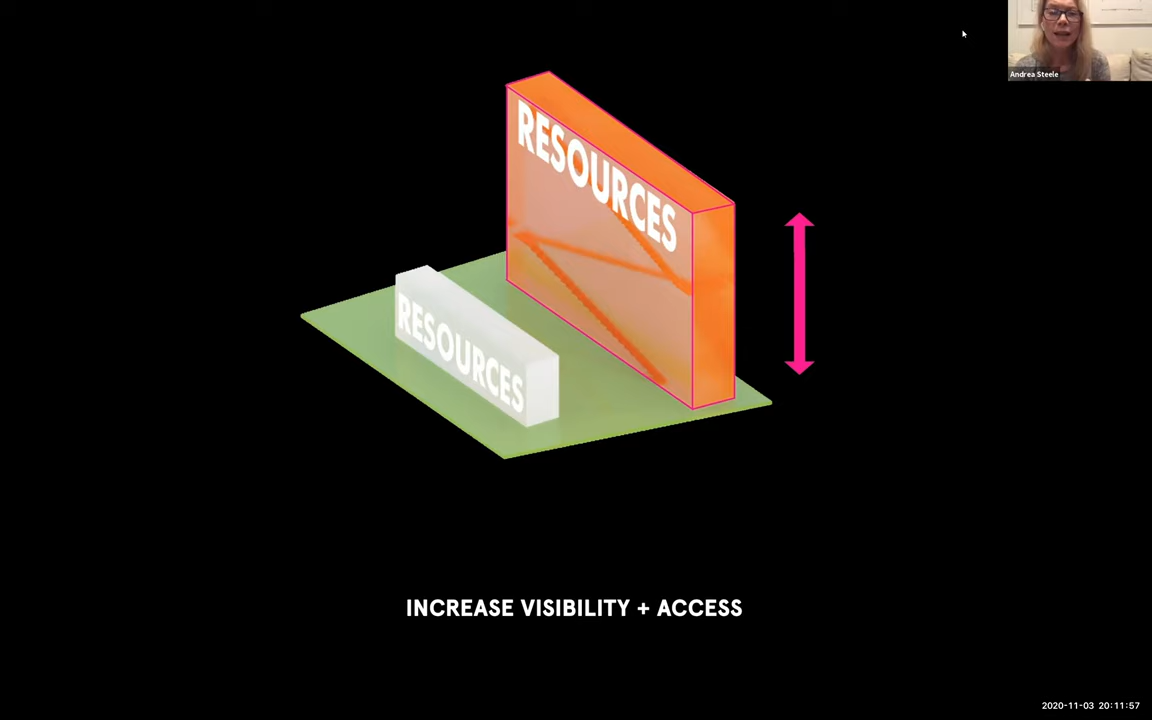 Andrea Steele
RESOURCES
RESOURCES
INCREASE VISIBILITY + ACCESS
2020-11-03 20:11:57